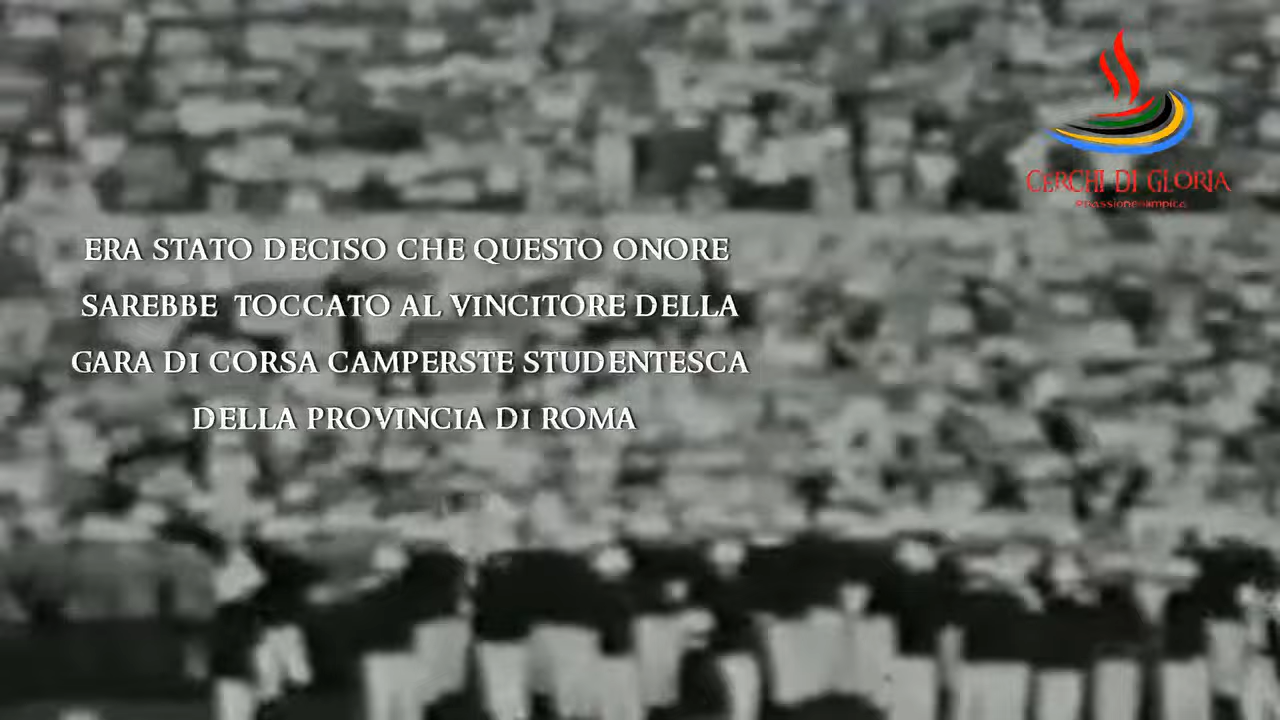 CERCHI DI GLORIA
#passioneolimpica
ERA STATO DECISO CHE QUESTO ONORE
SAREBBE TOCCATO AL VINCITORE DELLA
GARA DI CORSA CAMPERSTE STUDENTESCA
DELLA PROVINCIA DI ROMA